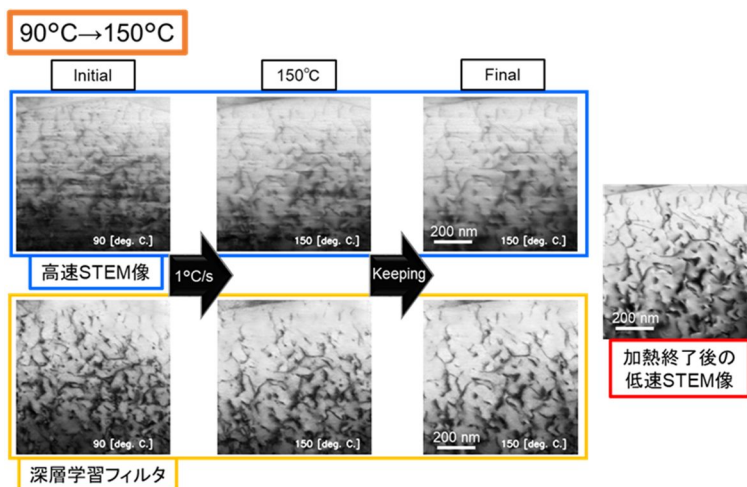 90°C→150°C
Initial
150℃
Final
90 [deg. C.]
150 [deg. C.]
200 nm
150 [deg. C.]
高速STEM像
1°C/s
Keeping
200 nm
加熱終了後の
低速STEM像
90 [deg. C.]
150 [deg. C.]
200 nm
150 [deg. C.]
深層学習フィルタ